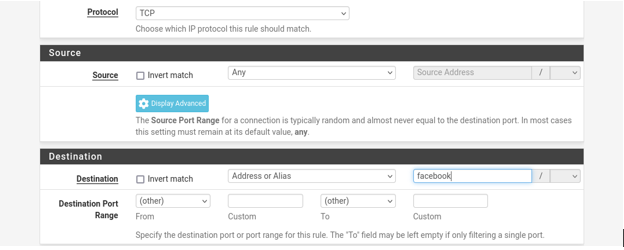 Protocol TCP
Choose which IP protocol this rule should match.
Source
Source Invert match Any Source Address /
Display Advanced
The Source Port Range for a connection is typically random and almost never equal to the destination port. In most cases
this setting must remain at its default value, any.
Destination
Destination Invert match Address or Alias facebook /
Destination Port
Range
(other) (other)
From Custom To Custom
Specify the destination port or port range for this rule. The "To" field may be left empty if only filtering a single port.